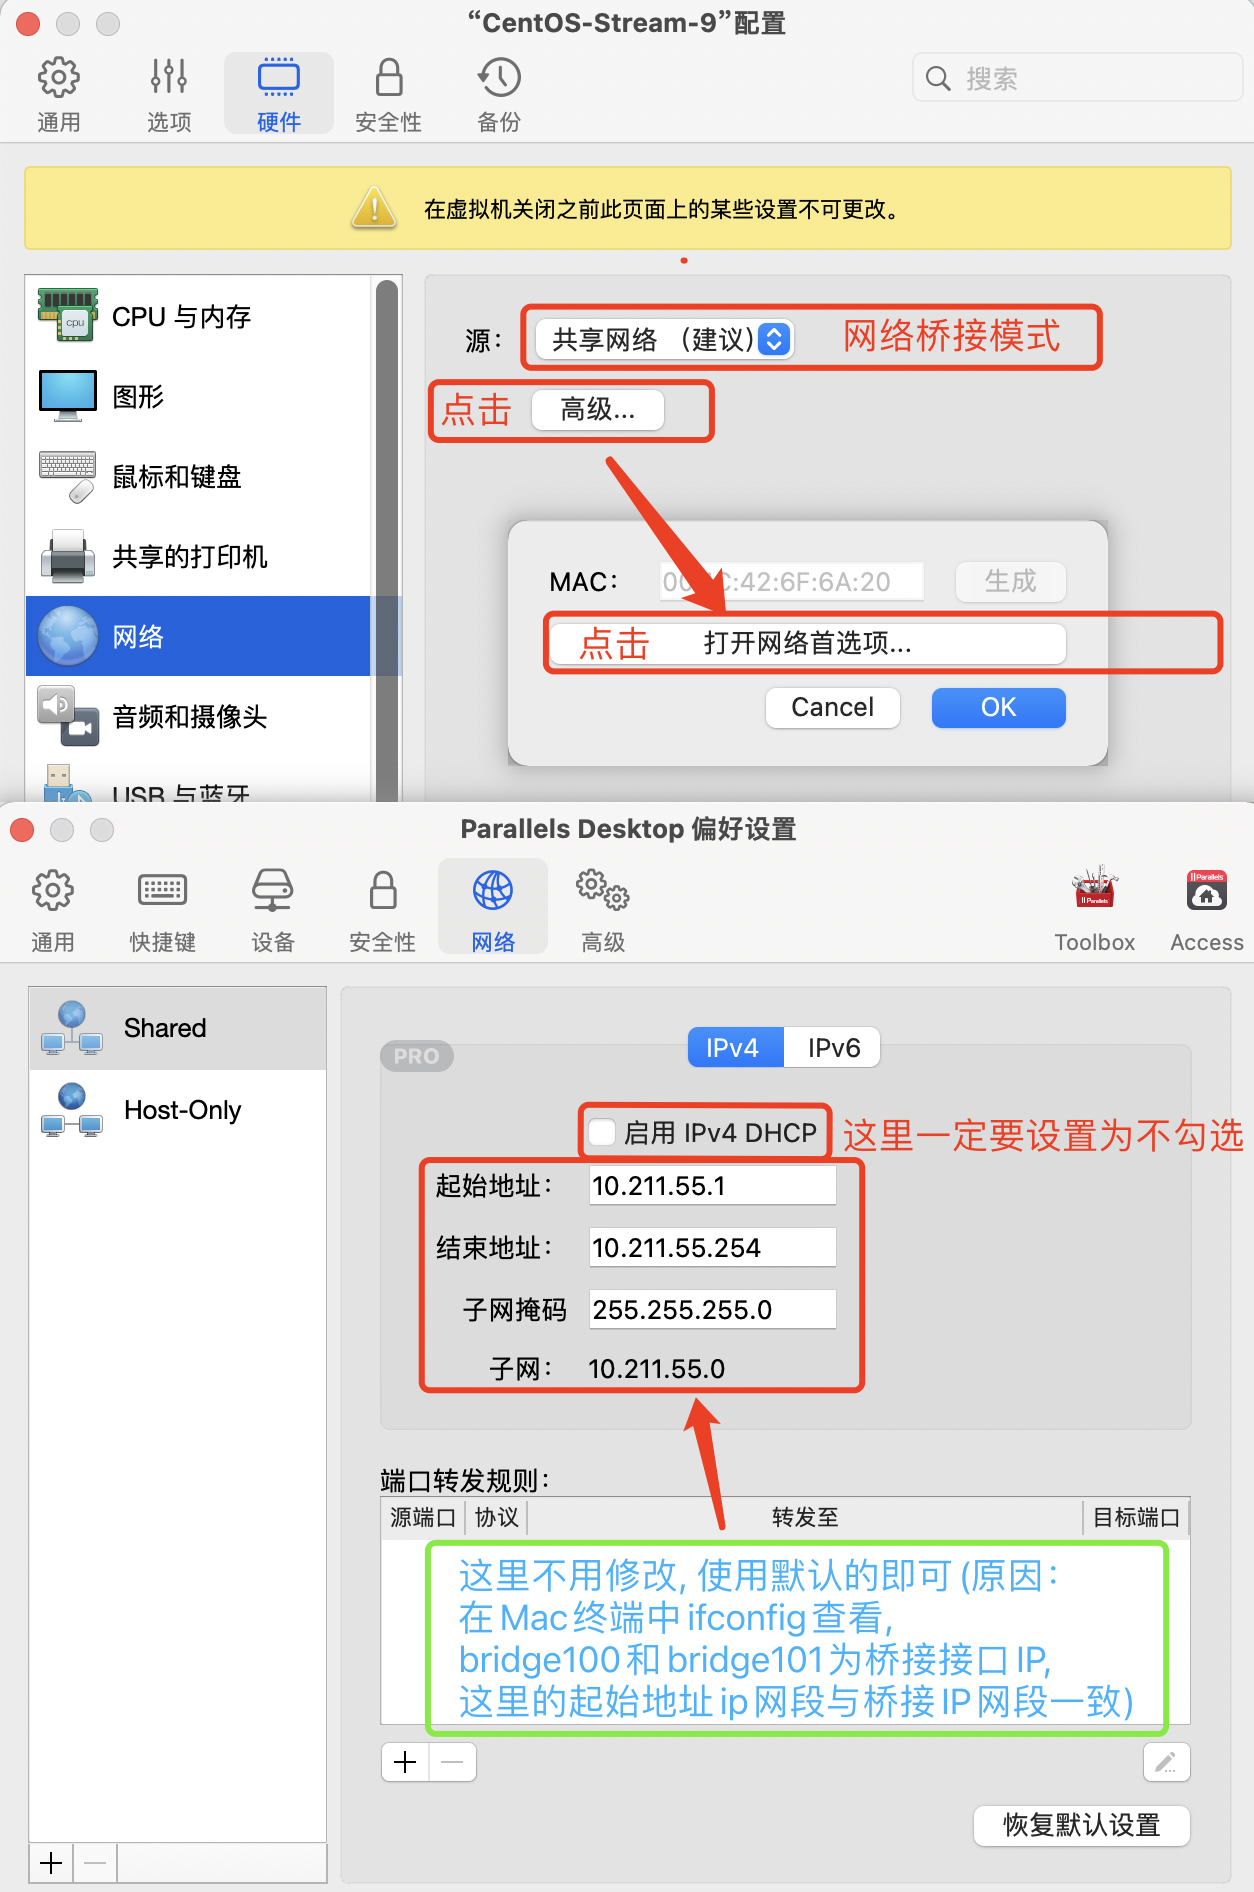 “CentOS-Stream-9”配置
通用 选项 硬件 安全性 备份 搜索
在虚拟机关闭之前此页面上的某些设置不可更改。
CPU 与内存
图形
鼠标和键盘
共享的打印机
网络
音频和摄像头
USB 与蓝牙
源： 共享网络 （建议） 网络桥接模式
点击 高级...
MAC： C:42:6F:6A:20 生成
点击 打开网络首选项...
Cancel OK
Parallels Desktop 偏好设置
通用 快捷键 设备 安全性 网络 高级 Toolbox Access
Shared
Host-Only
PRO IPv4 IPv6
启用 IPv4 DHCP 这里一定要设置为不勾选
起始地址： 10.211.55.1
结束地址： 10.211.55.254
子网掩码 255.255.255.0
子网： 10.211.55.0
端口转发规则：
源端口 协议 转发至 目标端口
这里不用修改, 使用默认的即可 (原因：
在 Mac 终端中 ifconfig 查看,
bridge100 和 bridge101 为桥接接口 IP,
这里的起始地址 ip 网段与桥接 IP 网段一致)
恢复默认设置